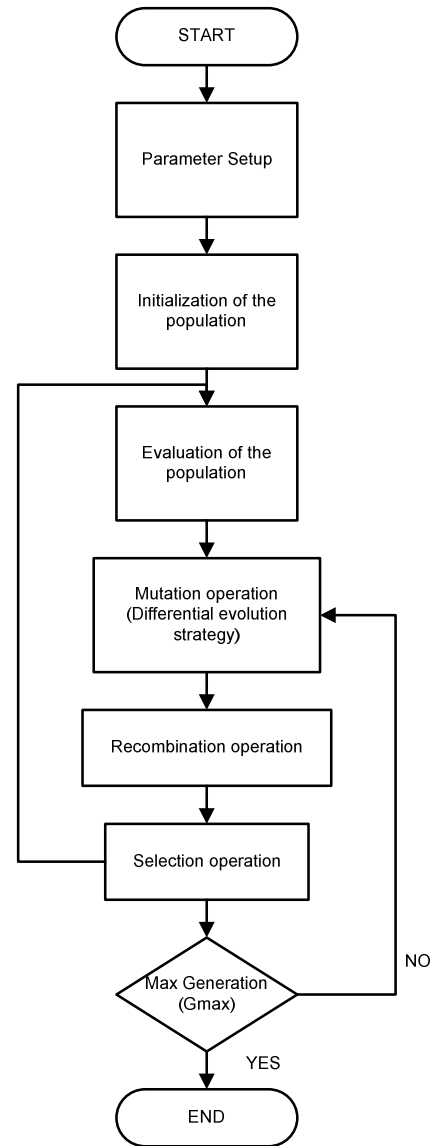 START
Parameter Setup
Initialization of the
population
Evaluation of the
population
Mutation operation
(Differential evolution
strategy)
Recombination operation
Selection operation
Max Generation
(Gmax)
NO
YES
END